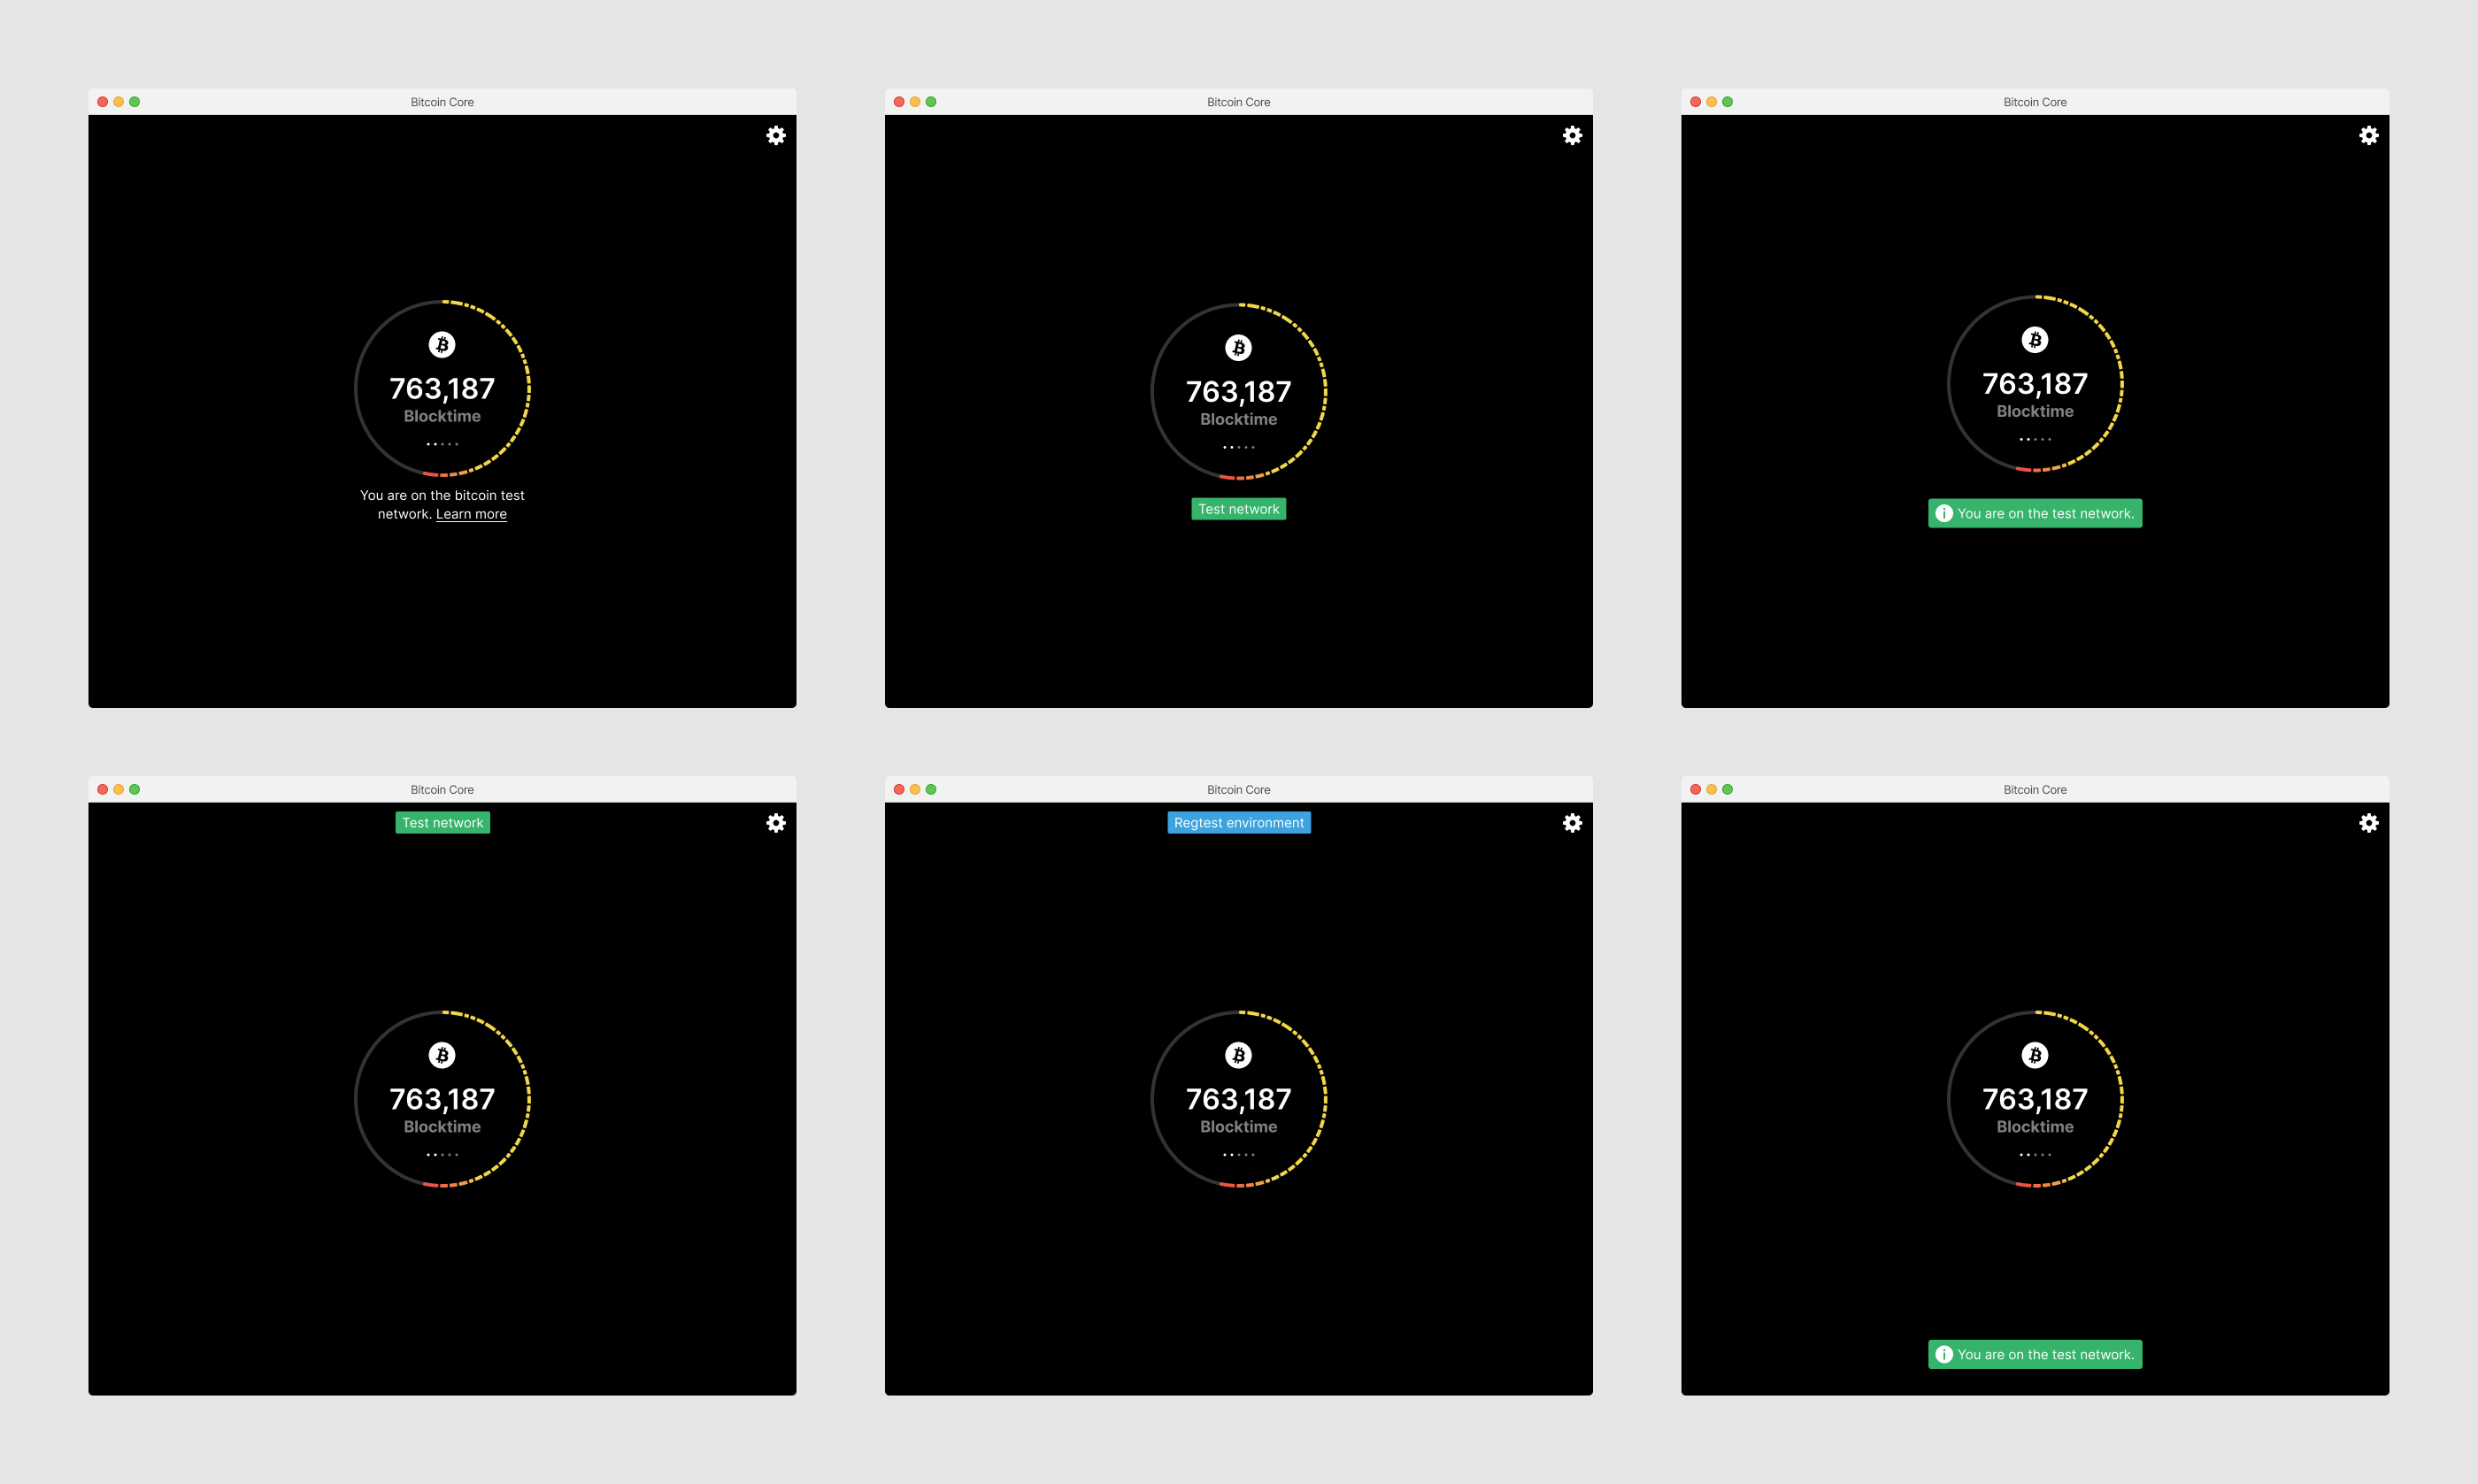 Bitcoin Core
763,187
Blocktime
You are on the bitcoin test
network. Learn more
Bitcoin Core
763,187
Blocktime
Test network
Bitcoin Core
763,187
Blocktime
You are on the test network.
Bitcoin Core
Test network
763,187
Blocktime
Bitcoin Core
Regtest environment
763,187
Blocktime
Bitcoin Core
763,187
Blocktime
You are on the test network.